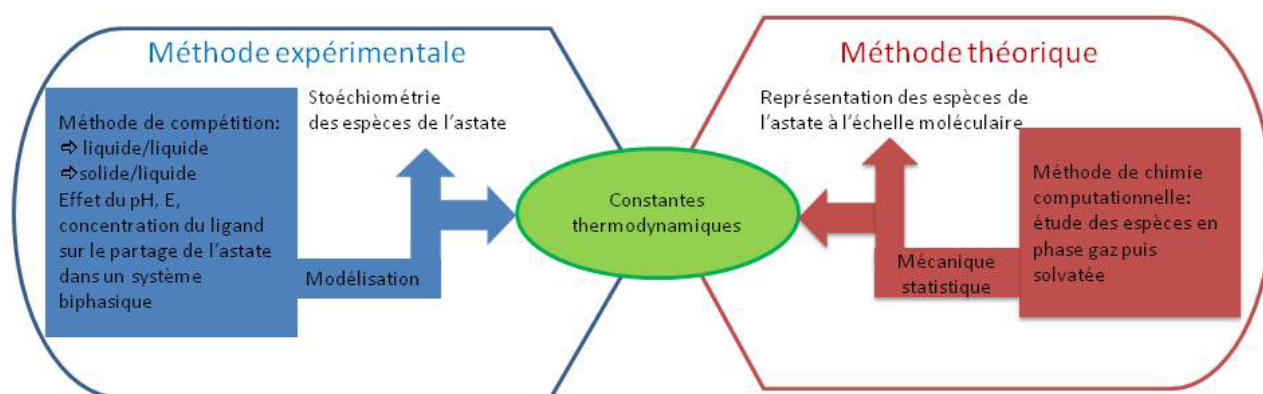 Méthode expérimentale
Méthode de compétition:
⇨ liquide/liquide
⇨solide/liquide
Effet du pH, E,
concentration du ligand
sur le partage de l'astate
dans un système
biphasique
Stoéchiométrie
des espèces de l'astate
Modélisation
Constantes
thermodynamiques
Méthode théorique
Représentation des espèces de
l'astate à l'échelle moléculaire
Mécanique
statistique
Méthode de chimie
computationnelle:
étude des espèces en
phase gaz puis
solvatée